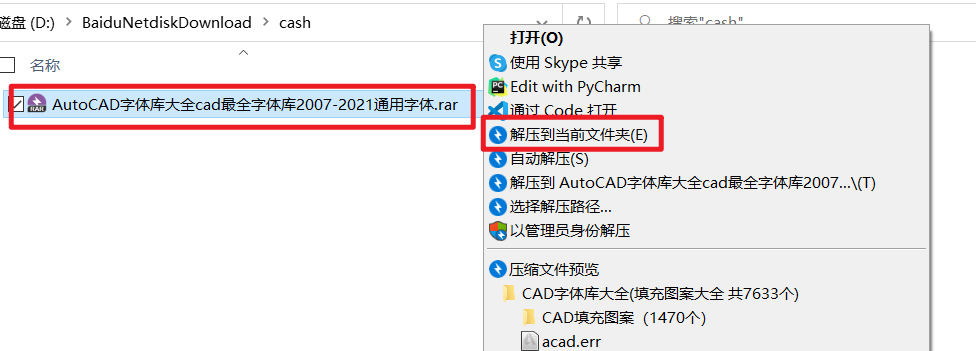 磁盘 (D:) > BaiduNetdiskDownload > cash
搜索"cash"
名称
AutoCAD字体库大全cad最全字体库2007-2021通用字体.rar
打开(O)
使用 Skype 共享
Edit with PyCharm
通过 Code 打开
解压到当前文件夹(E)
自动解压(S)
解压到 AutoCAD字体库大全cad最全字体库2007...\(T)
选择解压路径...
以管理员身份解压
压缩文件预览
CAD字体库大全(填充图案大全 共7633个)
CAD填充图案（1470个）
acad.err